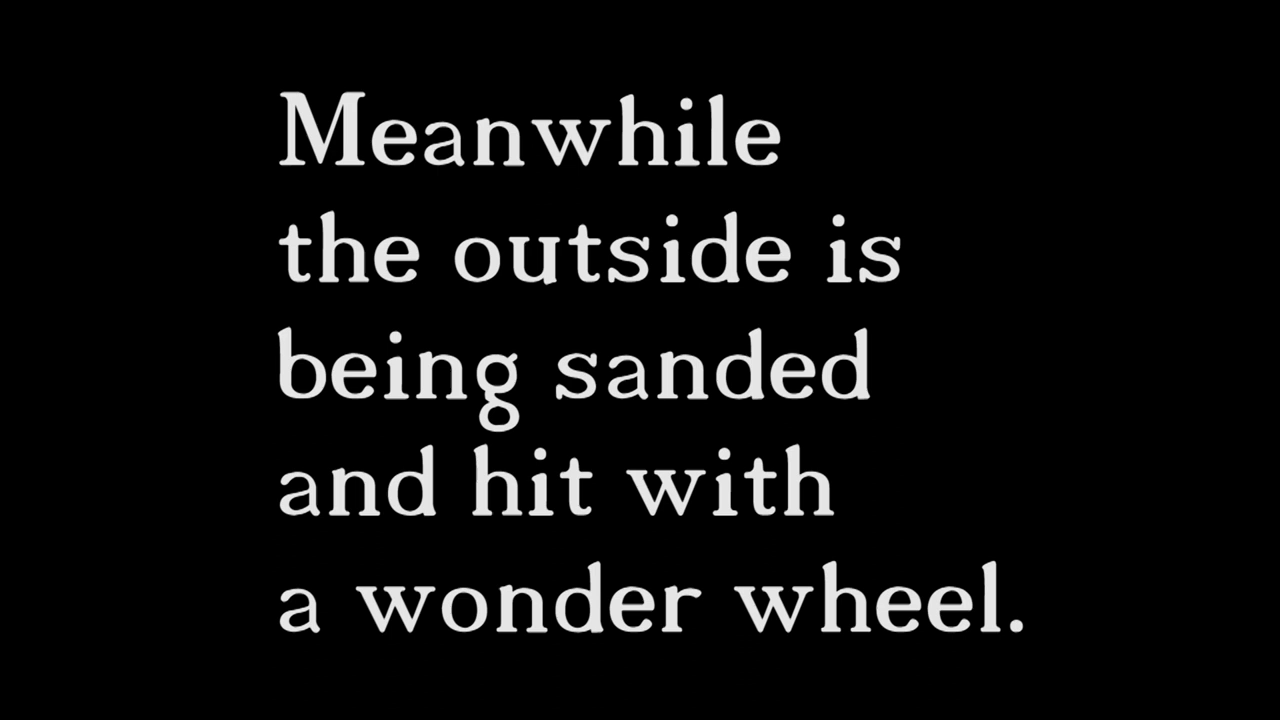 Meanwhile
the outside is
being sanded
and hit with
a wonder wheel.